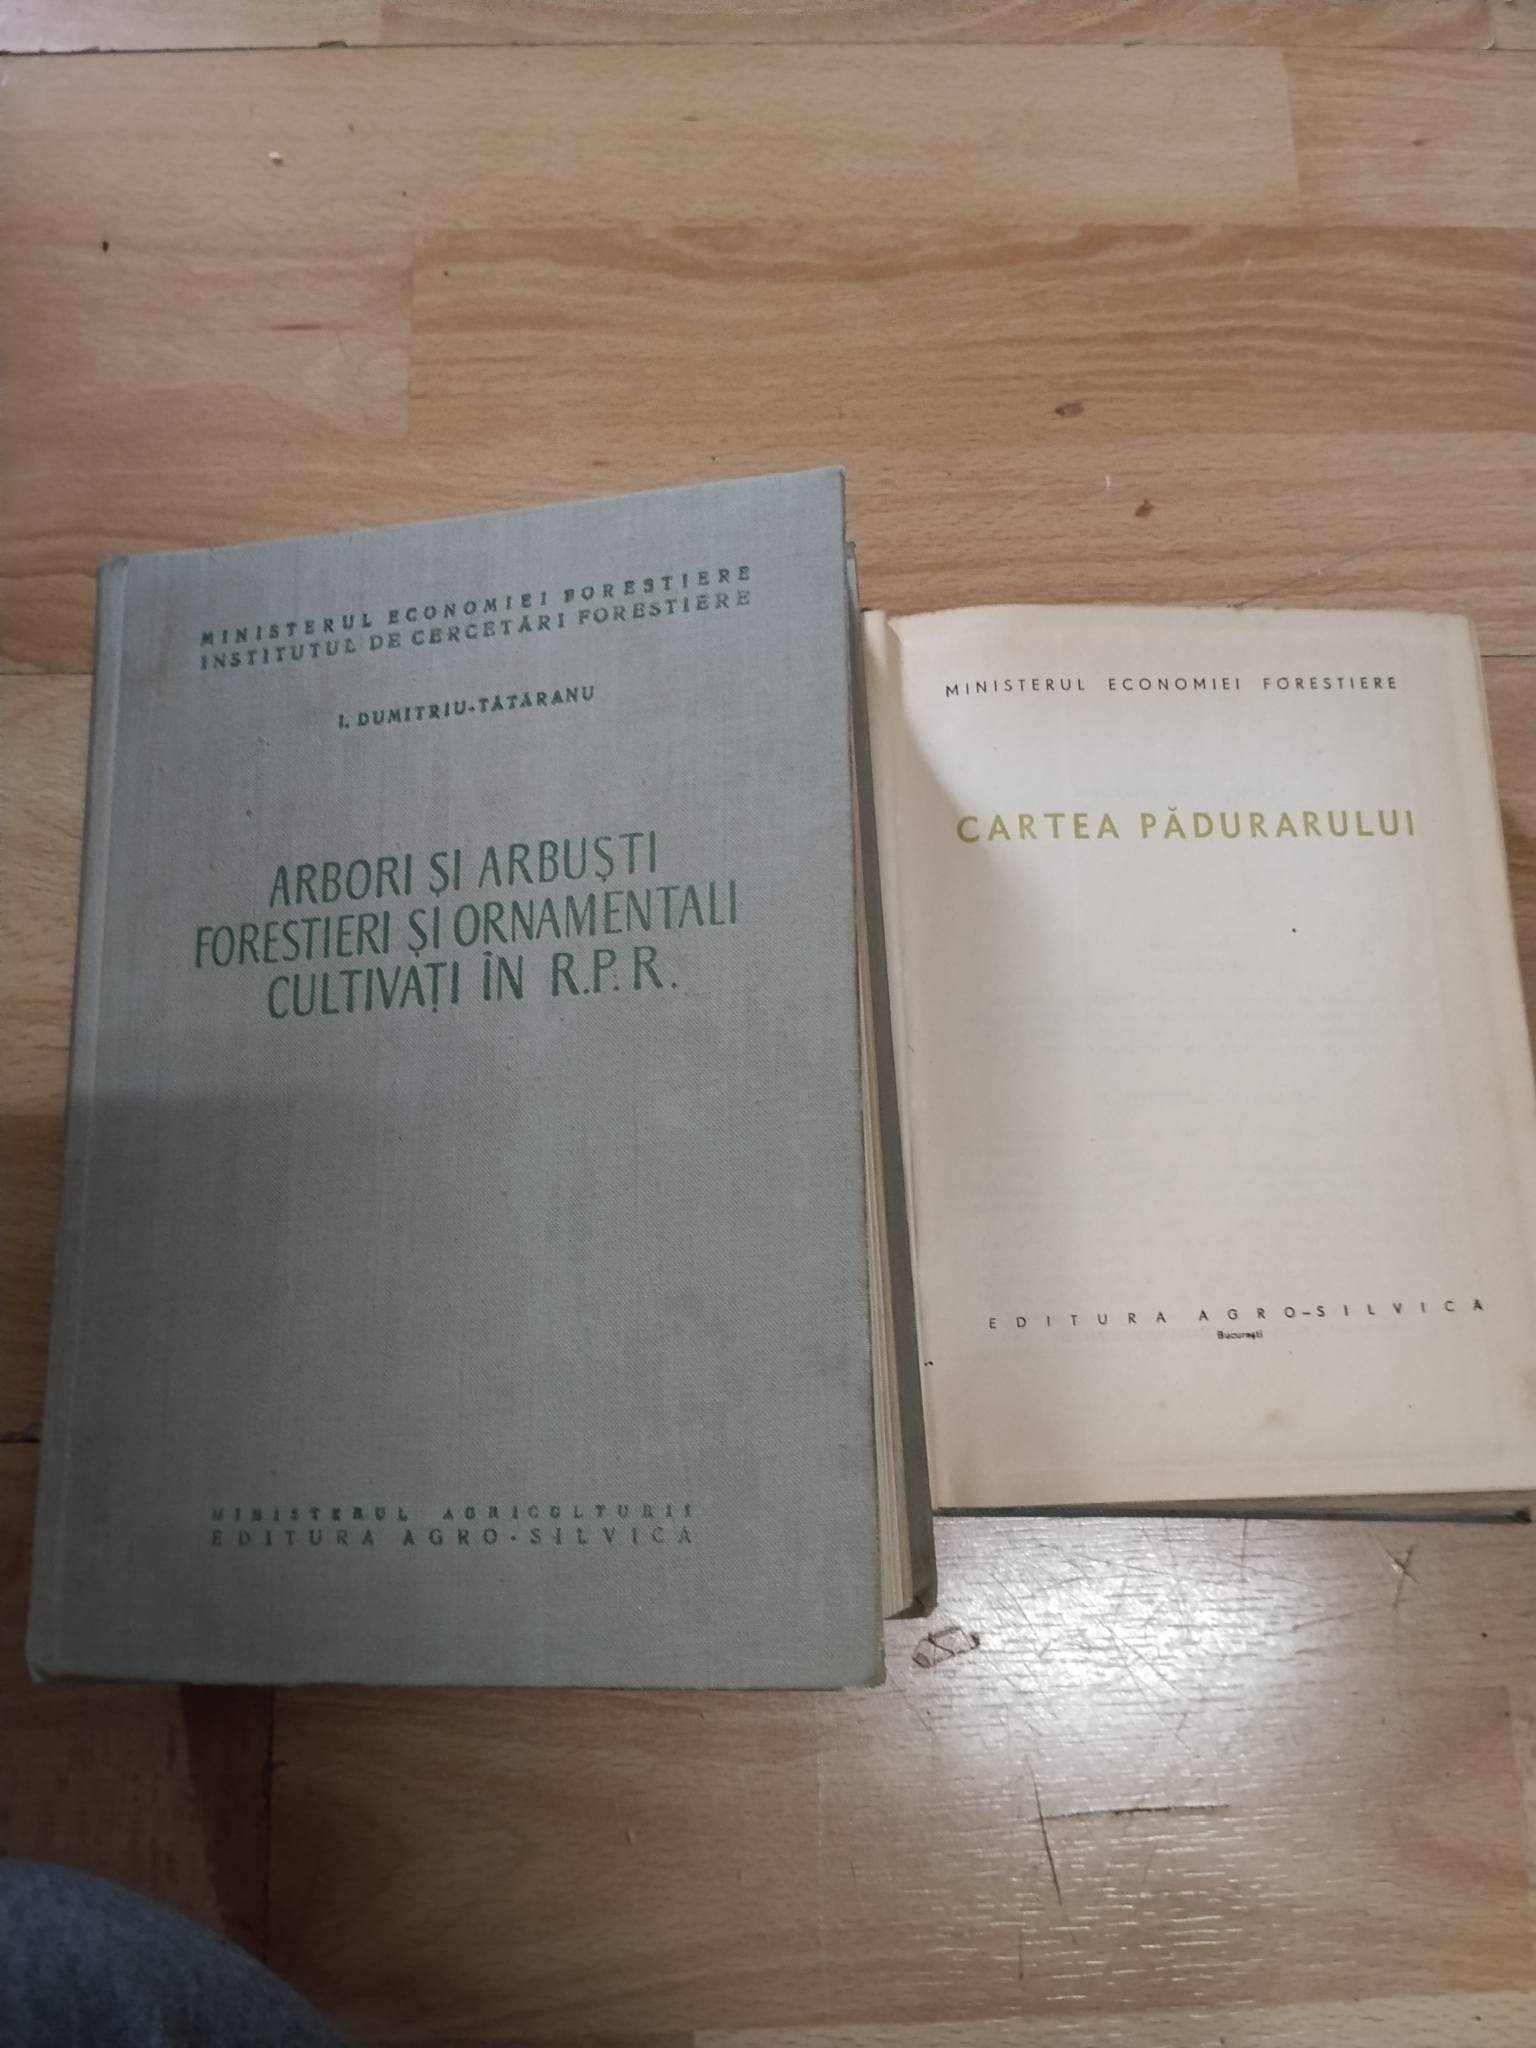 MINISTERUL ECONOMIEI FORESTIERE
INSTITUTUL DE CERCETĂRI FORESTIERE
I. DUMITRIU-TĂTĂRANU
ARBORI ȘI ARBUȘTI
FORESTIERI ȘI ORNAMENTALI
CULTIVAȚI ÎN R.P.R.
MINISTERUL AGRICULTURII
EDITURA AGRO-SILVICĂ
MINISTERUL ECONOMIEI FORESTIERE
CARTEA PĂDURARULUI
EDITURA AGRO-SILVICĂ
București